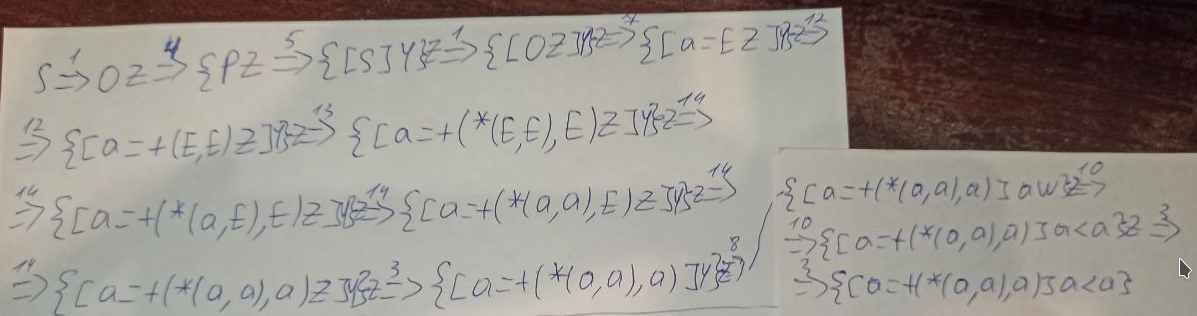 S ⇒¹ OZ ⇒⁴ {PZ ⇒⁵ {[S]Y}Z ⇒¹ {[OZ]Y}Z ⇒⁷ {[a=EZ]Y}Z ⇒¹²
⇒¹² {[a=+(E,E)Z]Y}Z ⇒¹³ {[a=+(*(E,E),E)Z]Y}Z ⇒¹⁴
⇒¹⁴ {[a=+(*(a,E),E)Z]Y}Z ⇒¹⁴ {[a=+(*(a,a),E)Z]Y}Z ⇒¹⁴
⇒¹⁴ {[a=+(*(a,a),a)Z]Y}Z ⇒³ {[a=+(*(a,a),a)]Y}Z ⇒⁸
{[a=+(*(a,a),a)]aW}Z ⇒¹⁰
⇒¹⁰ {[a=+(*(a,a),a)]a<a}Z ⇒³
⇒³ {[a=+(*(a,a),a)]a<a}